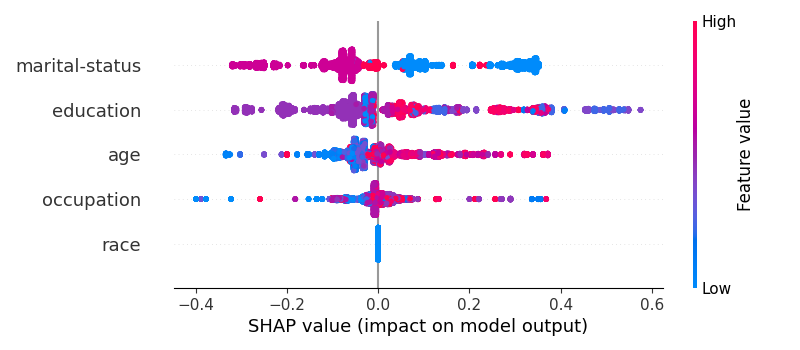 High
marital-status
education
age
occupation
race
Feature value
Low
−0.4 −0.2 0.0 0.2 0.4 0.6
SHAP value (impact on model output)